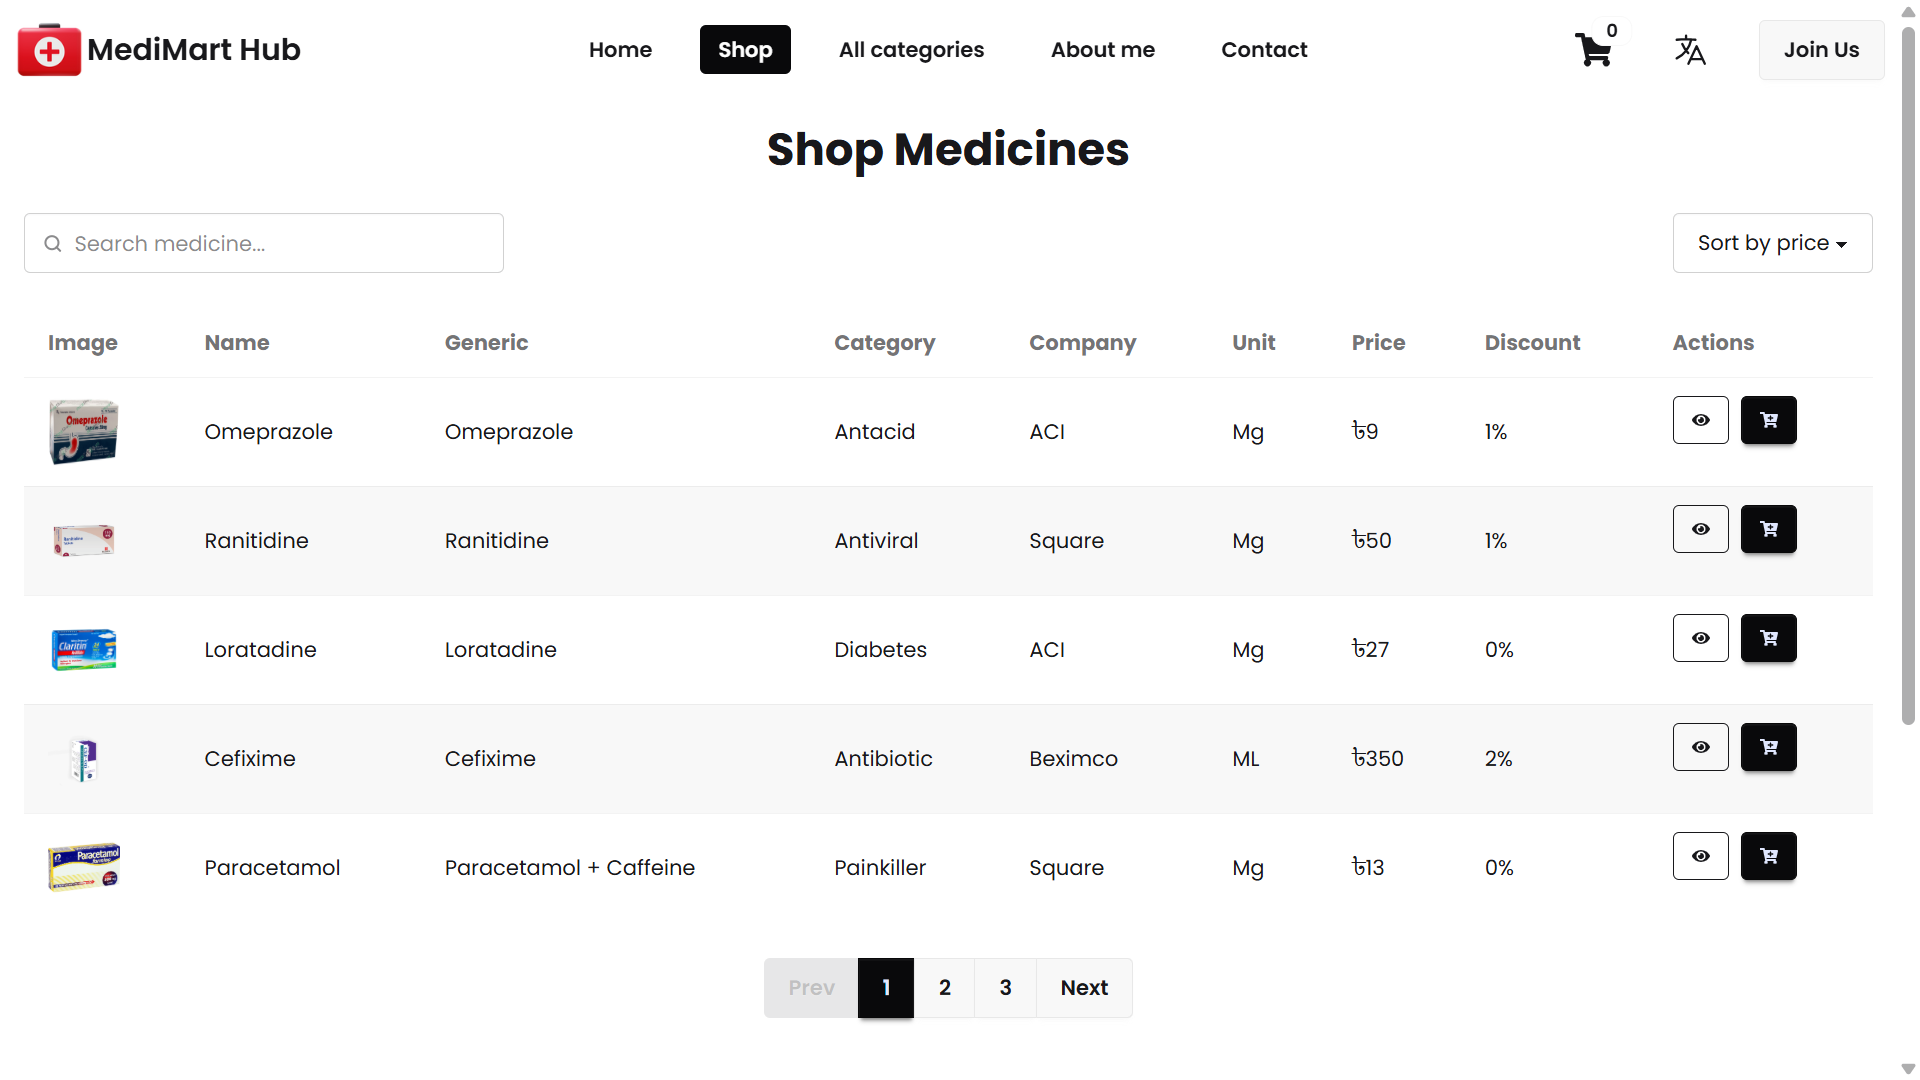 MediMart Hub
Home
Shop
All categories
About me
Contact
0
Join Us
Shop Medicines
Search medicine...
Sort by price
Image Name Generic Category Company Unit Price Discount Actions
Omeprazole
Omeprazole Omeprazole Antacid ACI Mg ৳9 1%
Ranitidine
Ranitidine Ranitidine Antiviral Square Mg ৳50 1%
Claritin
Loratadine Loratadine Diabetes ACI Mg ৳27 0%
Cefixime Cefixime Antibiotic Beximco ML ৳350 2%
Paracetamol
Paracetamol Paracetamol + Caffeine Painkiller Square Mg ৳13 0%
Prev 1 2 3 Next